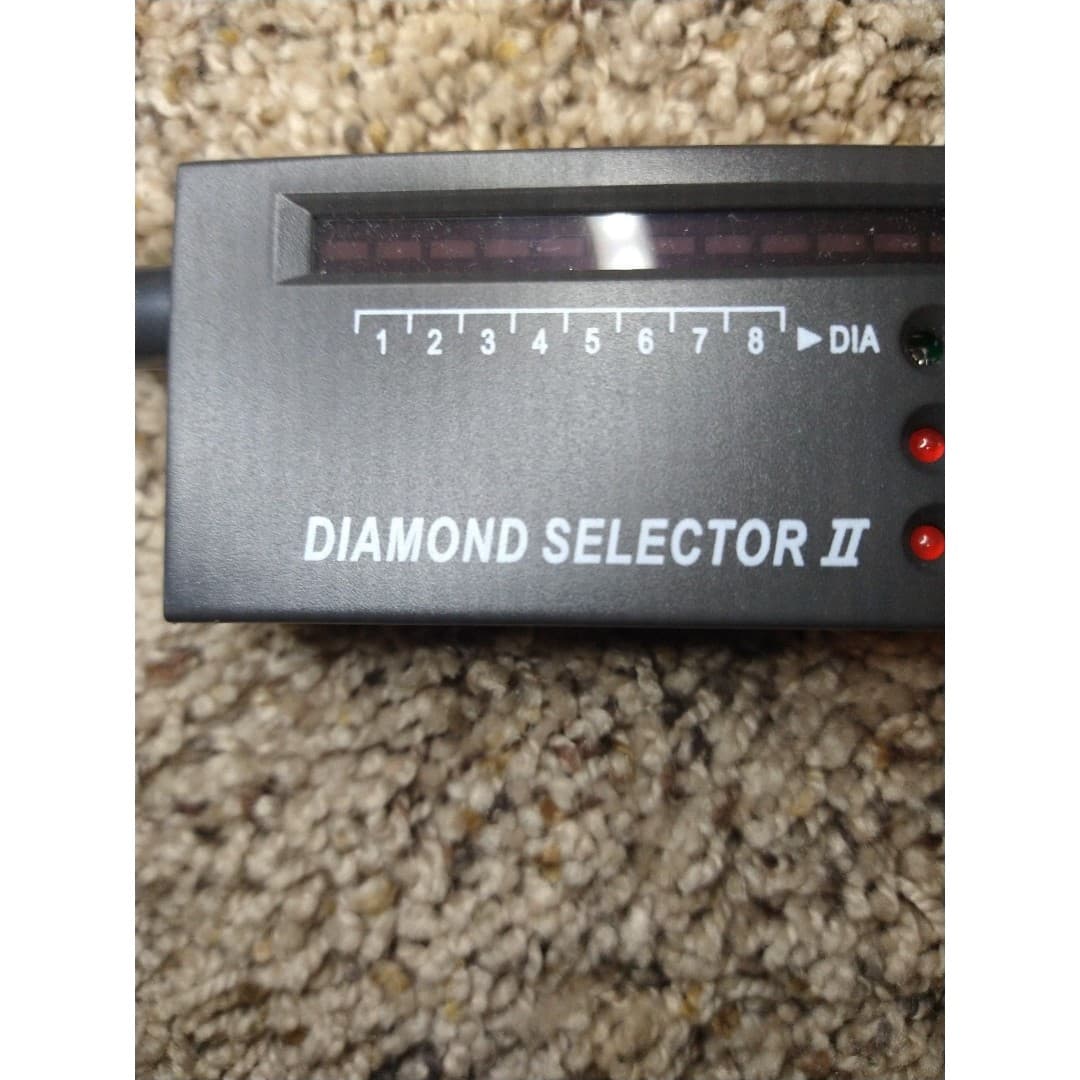 1 2 3 4 5 6 7 8 ▶DIA
DIAMOND SELECTOR II